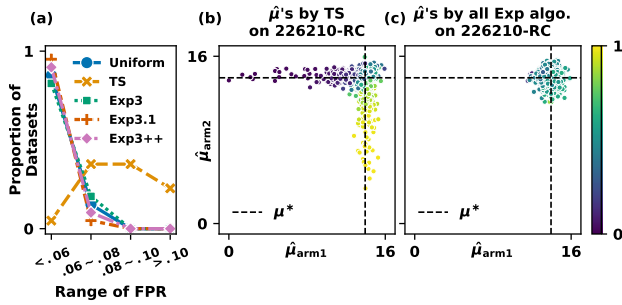 (a)
1
0
Proportion of
Datasets
Uniform
TS
Exp3
Exp3.1
Exp3++
<.06
.06~.08
.08~.10
>.10
Range of FPR
(b)
μ̂'s by TS
on 226210-RC
16
0
μ̂arm2
μ*
0
16
μ̂arm1
(c)
μ̂'s by all Exp algo.
on 226210-RC
μ*
0
16
μ̂arm1
1
0